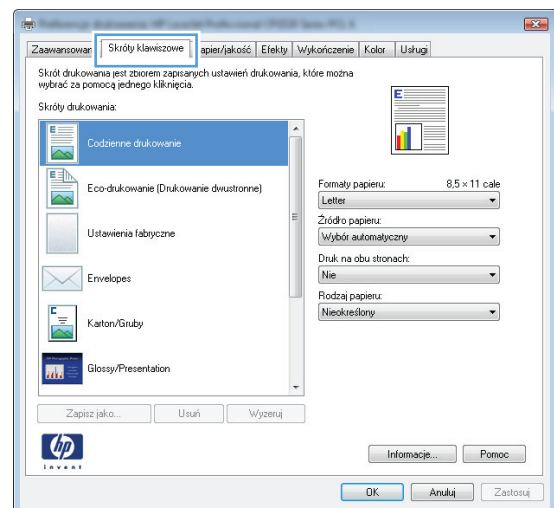 Zaawansowan Skróty klawiszowe apier/jakość Efekty Wykończenie Kolor Usługi
Skrót drukowania jest zbiorem zapisanych ustawień drukowania, które można
wybrać za pomocą jednego kliknięcia.
Skróty drukowania:
Codzienne drukowanie
Eco-drukowanie (Drukowanie dwustronne)
Ustawienia fabryczne
Envelopes
Karton/Gruby
Glossy/Presentation
Formaty papieru: 8,5 × 11 cale
Letter
Źródło papieru:
Wybór automatyczny
Druk na obu stronach:
Nie
Rodzaj papieru:
Nieokreślony
Zapisz jako... Usuń Wyzeruj
hp
invent
Informacje... Pomoc
OK Anuluj Zastosuj